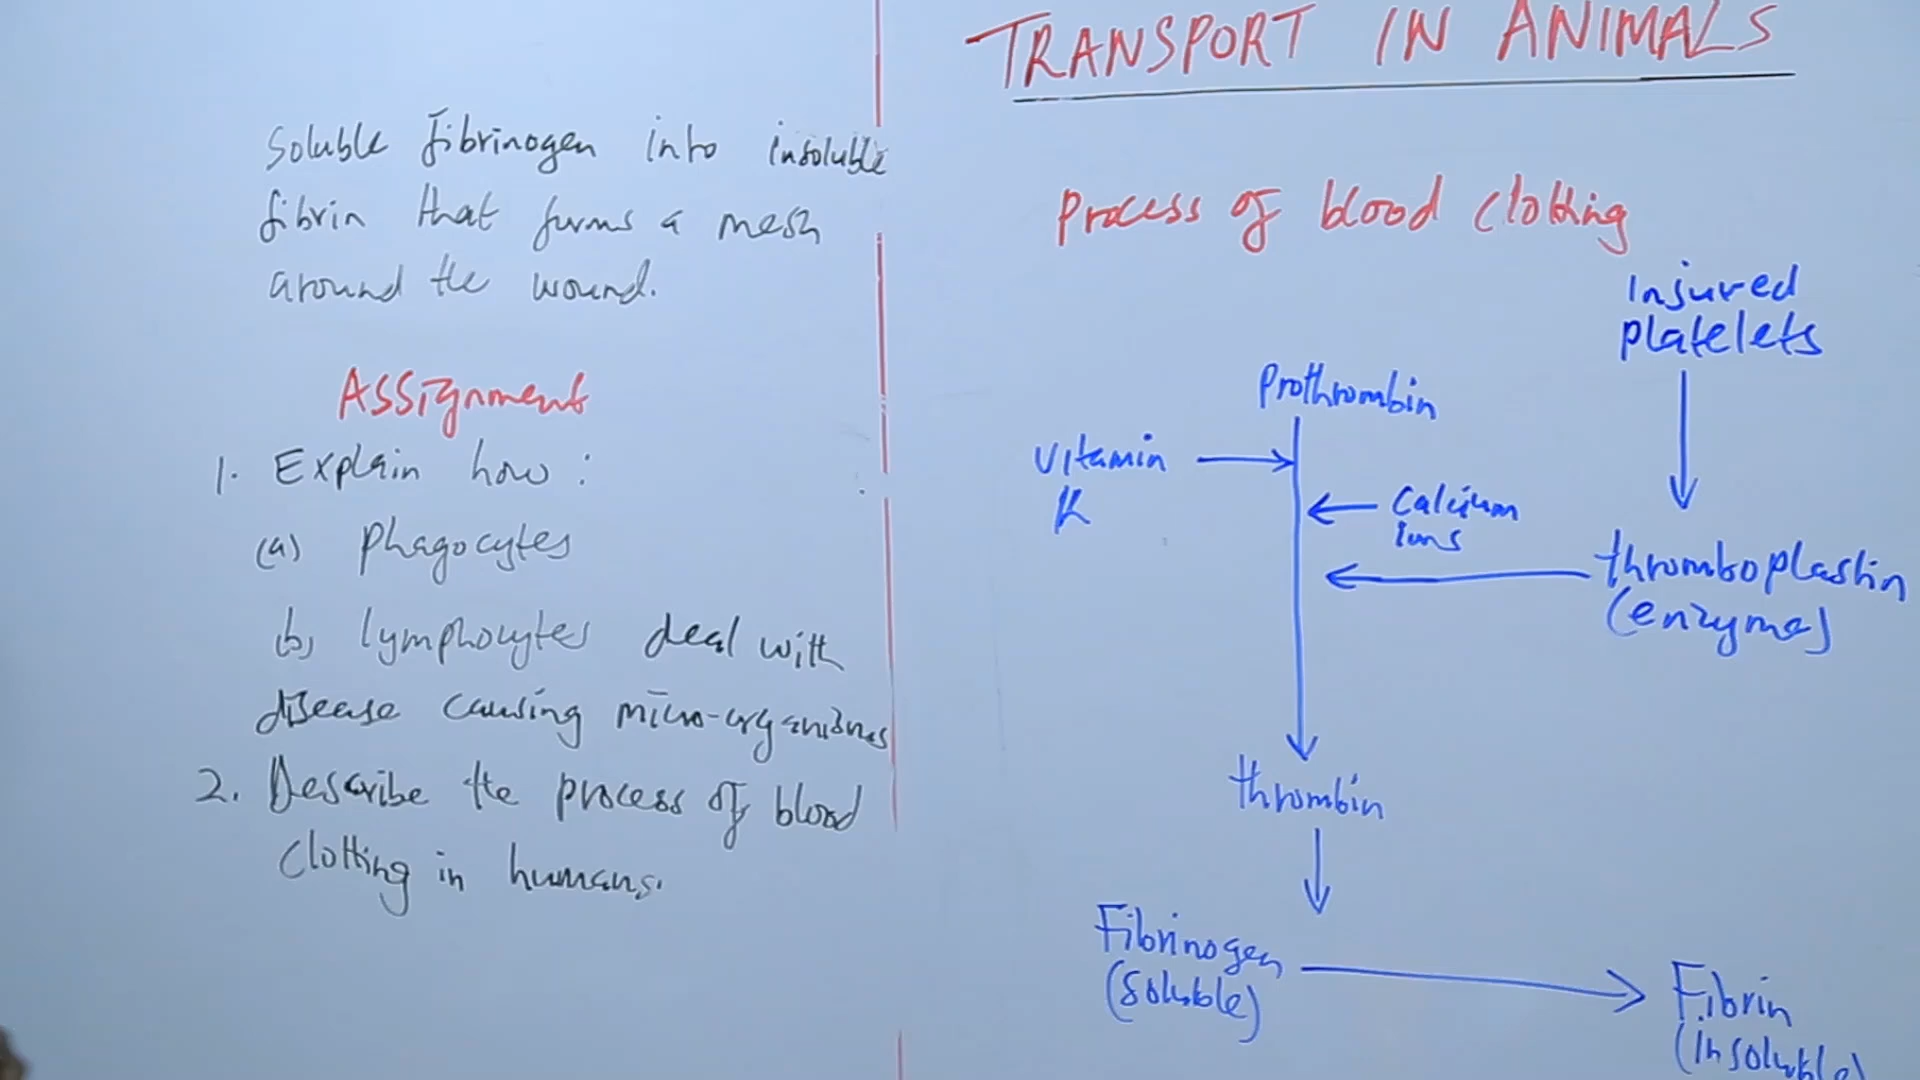 Soluble fibrinogen into insoluble
fibrin that forms a mesh
around the wound.
Assignment
1. Explain how:
(a) Phagocytes
(b) lymphocytes deal with
disease causing micro-organisms
2. Describe the process of blood
clotting in humans.
TRANSPORT IN ANIMALS
Process of blood clotting
Injured
platelets
Prothrombin
Vitamin
K
Calcium
Ions
thromboplastin
(enzyme)
thrombin
Fibrinogen
(Soluble)
Fibrin
(insoluble)